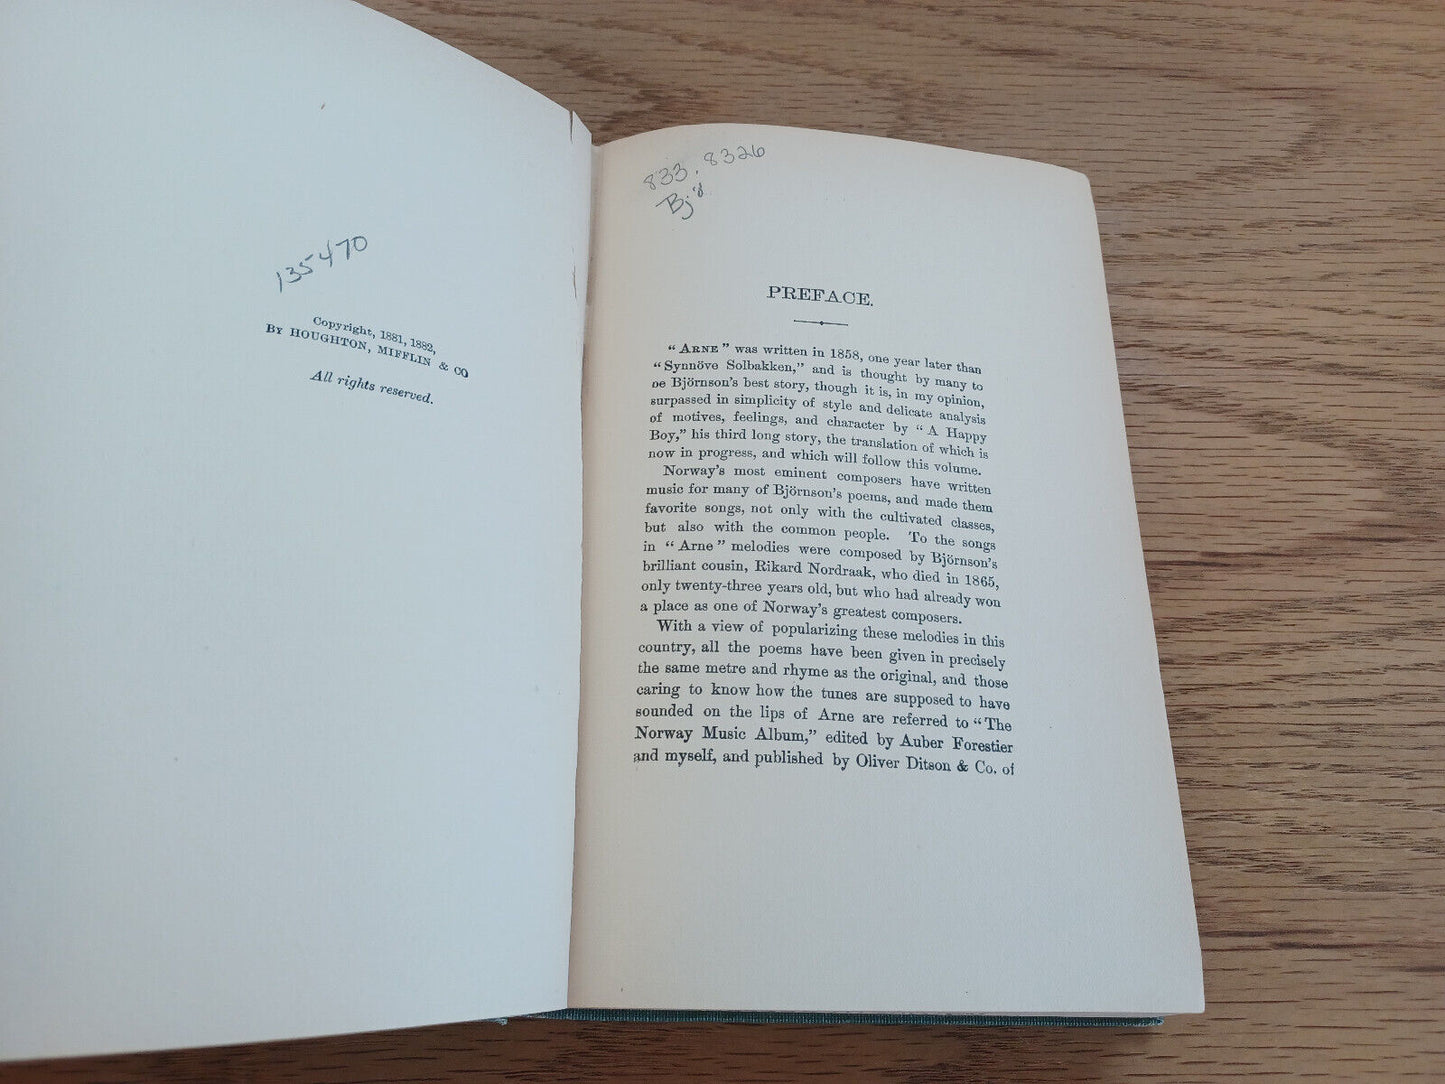 135470
Copyright, 1881, 1882,
BY HOUGHTON, MIFFLIN & CO
All rights reserved.
833.8326
Bj
PREFACE.
“ARNE” was written in 1858, one year later than
“Synnöve Solbakken,” and is thought by many to
be Björnson's best story, though it is, in my opinion,
surpassed in simplicity of style and delicate analysis
of motives, feelings, and character by “A Happy
Boy,” his third long story, the translation of which is
now in progress, and which will follow this volume.
Norway's most eminent composers have written
music for many of Björnson's poems, and made them
favorite songs, not only with the cultivated classes,
but also with the common people. To the songs
in “Arne” melodies were composed by Björnson's
brilliant cousin, Rikard Nordraak, who died in 1865,
only twenty-three years old, but who had already won
a place as one of Norway's greatest composers.
With a view of popularizing these melodies in this
country, all the poems have been given in precisely
the same metre and rhyme as the original, and those
caring to know how the tunes are supposed to have
sounded on the lips of Arne are referred to “The
Norway Music Album,” edited by Auber Forestier
and myself, and published by Oliver Ditson & Co. of